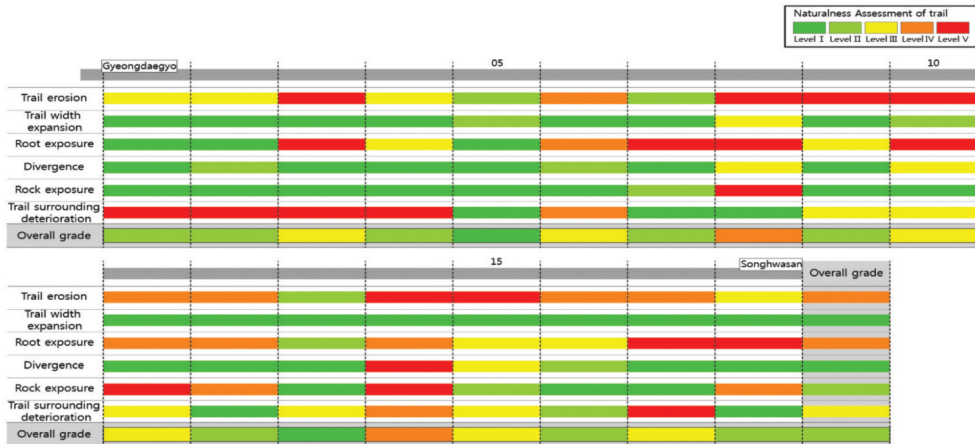 Naturalness Assessment of trail
Level I Level II Level III Level IV Level V
Gyeongdaegyo 05 10
Trail erosion
Trail width
expansion
Root exposure
Divergence
Rock exposure
Trail surrounding
deterioration
Overall grade
15 Songhwasan Overall grade
Trail erosion
Trail width
expansion
Root exposure
Divergence
Rock exposure
Trail surrounding
deterioration
Overall grade